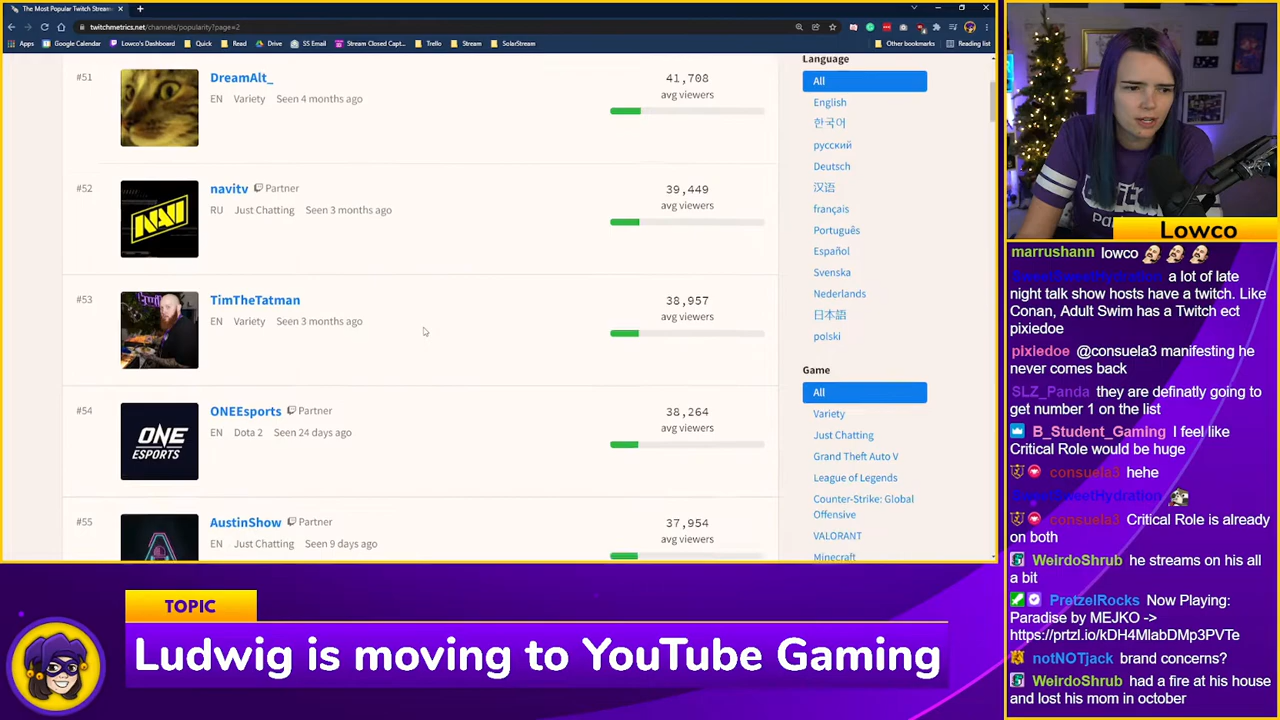 The Most Popular Twitch Stream
twitchmetrics.net/channels/popularity?page=2
Apps Google Calendar Lowco's Dashboard Quick Read Drive SS Email Stream Closed Capt... Trello Stream SolarStream Other bookmarks Reading list
#51 DreamAlt_ 41,708
EN Variety Seen 4 months ago avg viewers
#52 navitv Partner 39,449
RU Just Chatting Seen 3 months ago avg viewers
#53 TimTheTatman 38,957
EN Variety Seen 3 months ago avg viewers
#54 ONEEsports Partner 38,264
EN Dota 2 Seen 24 days ago avg viewers
#55 AustinShow Partner 37,954
EN Just Chatting Seen 9 days ago avg viewers
NAVI
ONE
ESPORTS
Language
All
English
한국어
русский
Deutsch
汉语
français
Português
Español
Svenska
Nederlands
日本語
polski
Game
All
Variety
Just Chatting
Grand Theft Auto V
League of Legends
Counter-Strike: Global
Offensive
VALORANT
Minecraft
Lowco
marrushann lowco
SweetSweetHydration a lot of late
night talk show hosts have a twitch. Like
Conan, Adult Swim has a Twitch ect
pixiedoe
pixiedoe @consuela3 manifesting he
never comes back
SLZ_Panda they are definatly going to
get number 1 on the list
B_Student_Gaming I feel like
Critical Role would be huge
consuela3 hehe
SweetSweetHydration
consuela3 Critical Role is already
on both
WeirdoShrub he streams on his all
a bit
PretzelRocks Now Playing:
Paradise by MEJKO ->
https://prtzl.io/kDH4MlabDMp3PVTe
notNOTjack brand concerns?
WeirdoShrub had a fire at his house
and lost his mom in october
TOPIC
Ludwig is moving to YouTube Gaming